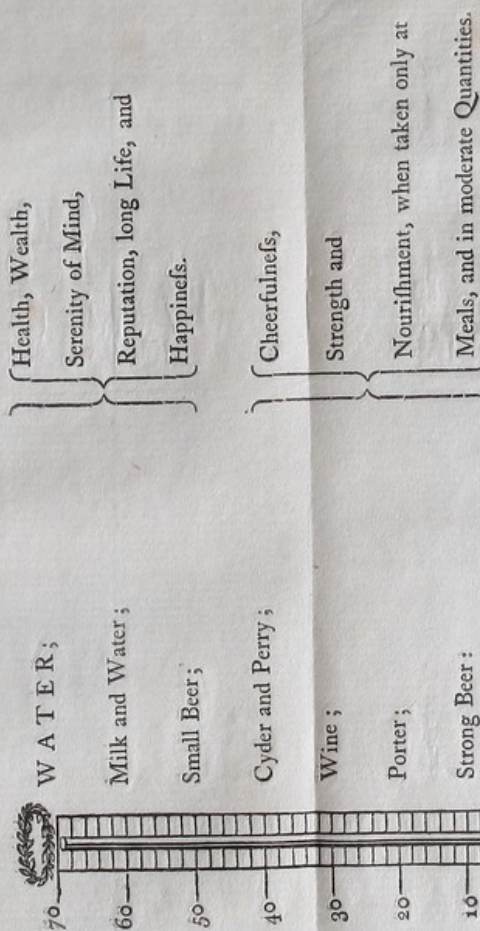 70 WATER; Health, Wealth,
Serenity of Mind,
60 Milk and Water; Reputation, long Life, and
50 Small Beer; Happineſs.
40 Cyder and Perry; Cheerfulneſs,
30 Wine; Strength and
20 Porter; Nouriſhment, when taken only at
10 Strong Beer: Meals, and in moderate Quantities.